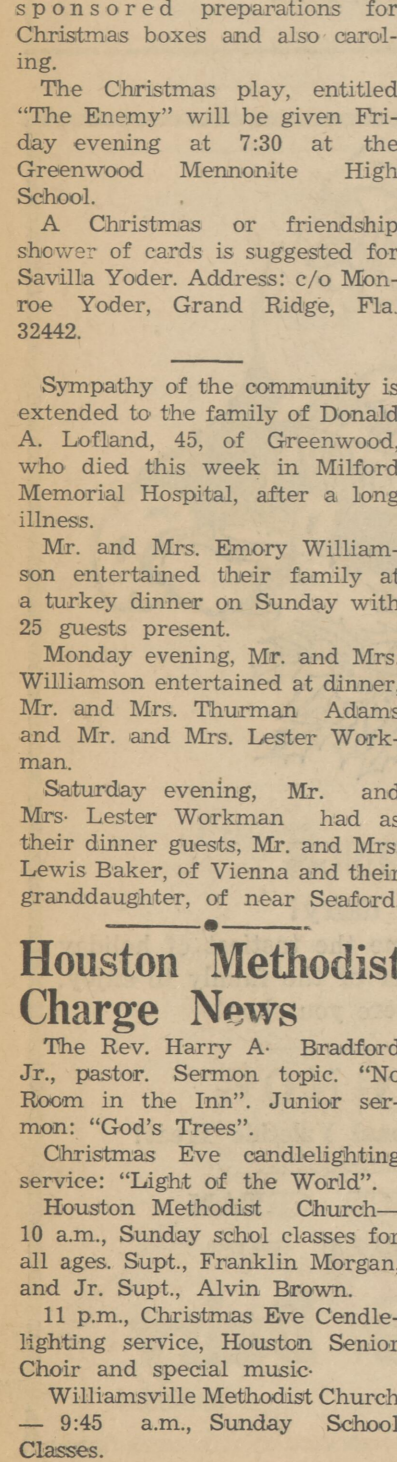 sponsored preparations for
Christmas boxes and also carol-
ing.
The Christmas play, entitled
"The Enemy" will be given Fri-
day evening at 7:30 at the
Greenwood Mennonite High
School.
A Christmas or friendship
shower of cards is suggested for
Savilla Yoder. Address: c/o Mon-
roe Yoder, Grand Ridge, Fla.
32442.
Sympathy of the community is
extended to the family of Donald
A. Lofland, 45, of Greenwood,
who died this week in Milford
Memorial Hospital, after a long
illness.
Mr. and Mrs. Emory William-
son entertained their family at
a turkey dinner on Sunday with
25 guests present.
Monday evening, Mr. and Mrs
Williamson entertained at dinner,
Mr. and Mrs. Thurman Adams
and Mr. and Mrs. Lester Work-
man.
Saturday evening, Mr. and
Mrs· Lester Workman had as
their dinner guests, Mr. and Mrs
Lewis Baker, of Vienna and their
granddaughter, of near Seaford
Houston Methodist
Charge News
The Rev. Harry A· Bradford
Jr., pastor. Sermon topic. "No
Room in the Inn". Junior ser-
mon: "God's Trees".
Christmas Eve candlelighting
service: "Light of the World".
Houston Methodist Church—
10 a.m., Sunday schol classes for
all ages. Supt., Franklin Morgan,
and Jr. Supt., Alvin Brown.
11 p.m., Christmas Eve Cendle-
lighting service, Houston Senior
Choir and special music·
Williamsville Methodist Church
— 9:45 a.m., Sunday School
Classes.